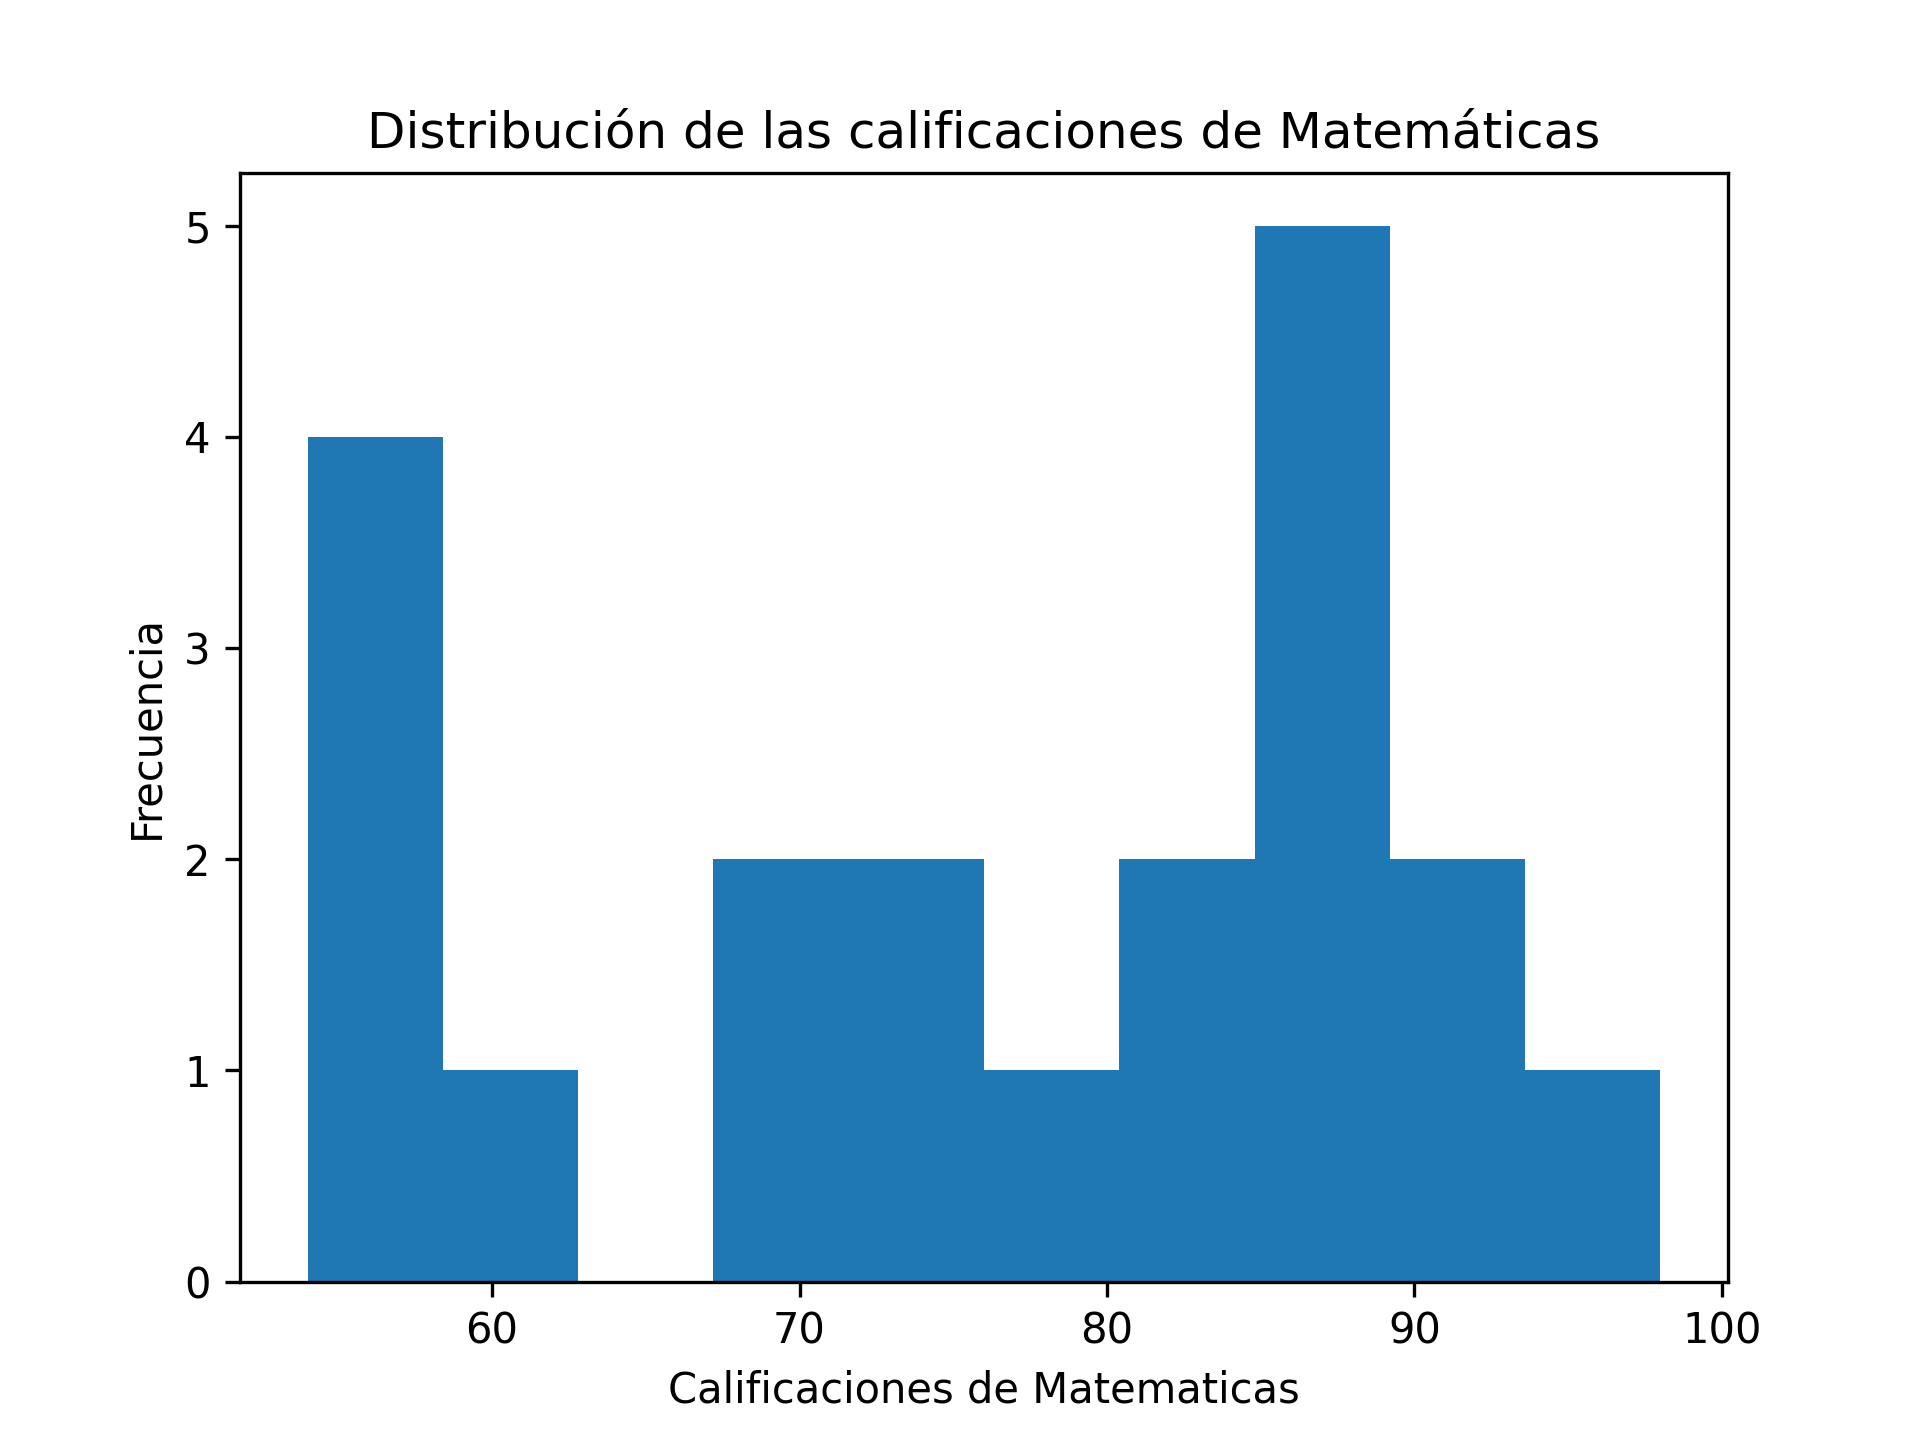 Distribución de las calificaciones de Matemáticas
5
4
3
2
1
0
Frecuencia
60 70 80 90 100
Calificaciones de Matematicas